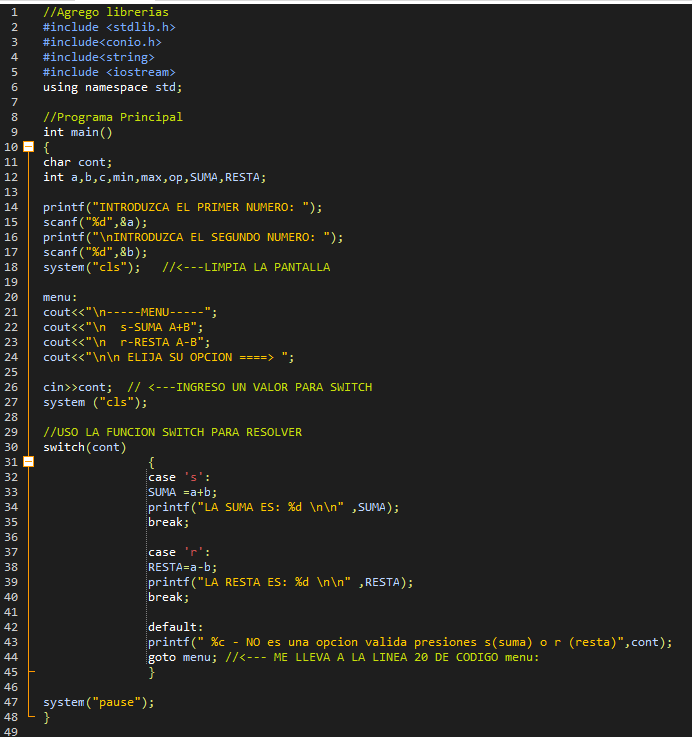 1 //Agrego librerias
2 #include <stdlib.h>
3 #include<conio.h>
4 #include<string>
5 #include <iostream>
6 using namespace std;
7
8 //Programa Principal
9 int main()
10 {
11 char cont;
12 int a,b,c,min,max,op,SUMA,RESTA;
13
14 printf("INTRODUZCA EL PRIMER NUMERO: ");
15 scanf("%d",&a);
16 printf("\nINTRODUZCA EL SEGUNDO NUMERO: ");
17 scanf("%d",&b);
18 system("cls");   //<---LIMPIA LA PANTALLA
19
20 menu:
21 cout<<"\n-----MENU-----";
22 cout<<"\n  s-SUMA A+B";
23 cout<<"\n  r-RESTA A-B";
24 cout<<"\n\n ELIJA SU OPCION ====> ";
25
26 cin>>cont;  // <---INGRESO UN VALOR PARA SWITCH
27 system ("cls");
28
29 //USO LA FUNCION SWITCH PARA RESOLVER
30 switch(cont)
31                {
32                case 's':
33                SUMA =a+b;
34                printf("LA SUMA ES: %d \n\n" ,SUMA);
35                break;
36
37                case 'r':
38                RESTA=a-b;
39                printf("LA RESTA ES: %d \n\n" ,RESTA);
40                break;
41
42                default:
43                printf(" %c - NO es una opcion valida presiones s(suma) o r (resta)",cont);
44                goto menu; //<--- ME LLEVA A LA LINEA 20 DE CODIGO menu:
45                }
46
47 system("pause");
48 }
49